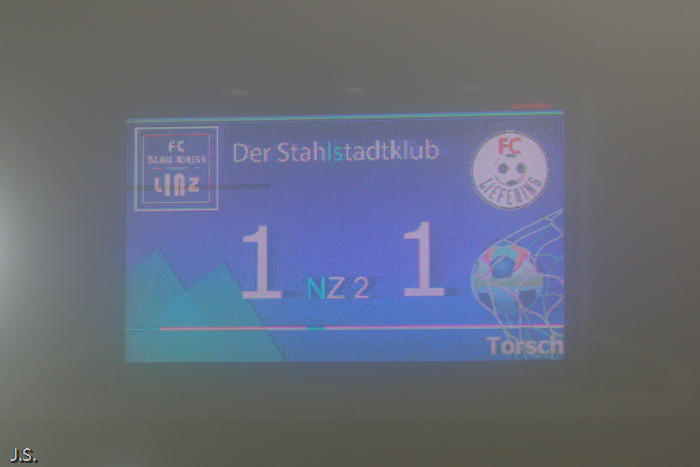 FC
BLAU WEISS
LINZ
Der Stahlstadtklub
FC
LIEFERING
1 NZ 2 1
Torsch
J.S.